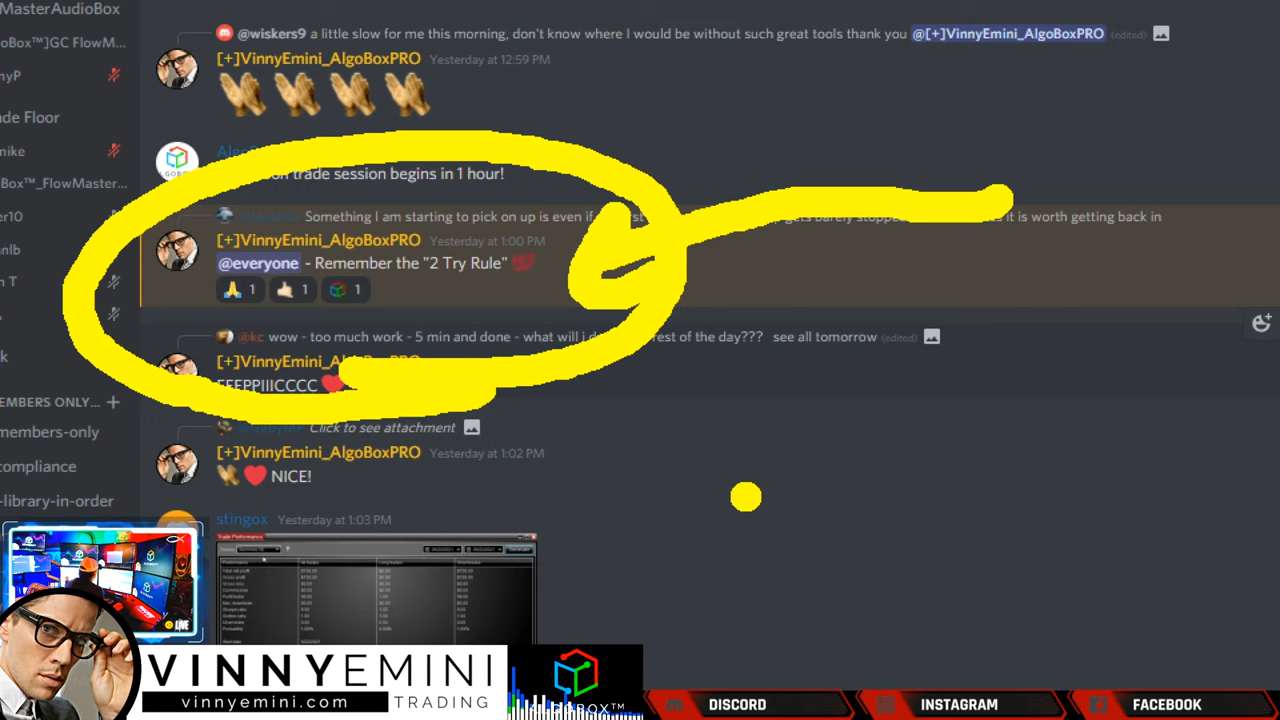 MasterAudioBox
oBox™]GC FlowM...
nyP
de Floor
nike
Box™_FlowMaster...
er10
nlb
n T
k
EMBERS ONLY...
members-only
compliance
-library-in-order
@wiskers9 a little slow for me this morning, don't know where I would be without such great tools thank you @[+]VinnyEmini_AlgoBoxPRO (edited)
[+]VinnyEmini_AlgoBoxPRO Yesterday at 12:59 PM
trade session begins in 1 hour!
Something I am starting to pick on up is even if gets barely it is worth getting back in
[+]VinnyEmini_AlgoBoxPRO Yesterday at 1:00 PM
@everyone - Remember the "2 Try Rule"
1 1 1
@kc wow - too much work - 5 min and done - what will i rest of the day??? see all tomorrow (edited)
[+]VinnyEmini_A
EEEPPIIICCCC
Click to see attachment
[+]VinnyEmini_AlgoBoxPRO Yesterday at 1:02 PM
NICE!
stingox Yesterday at 1:03 PM
Trade Performance
LIVE
VINNYEMINI
vinnyemini.com TRADING
DISCORD
INSTAGRAM
FACEBOOK